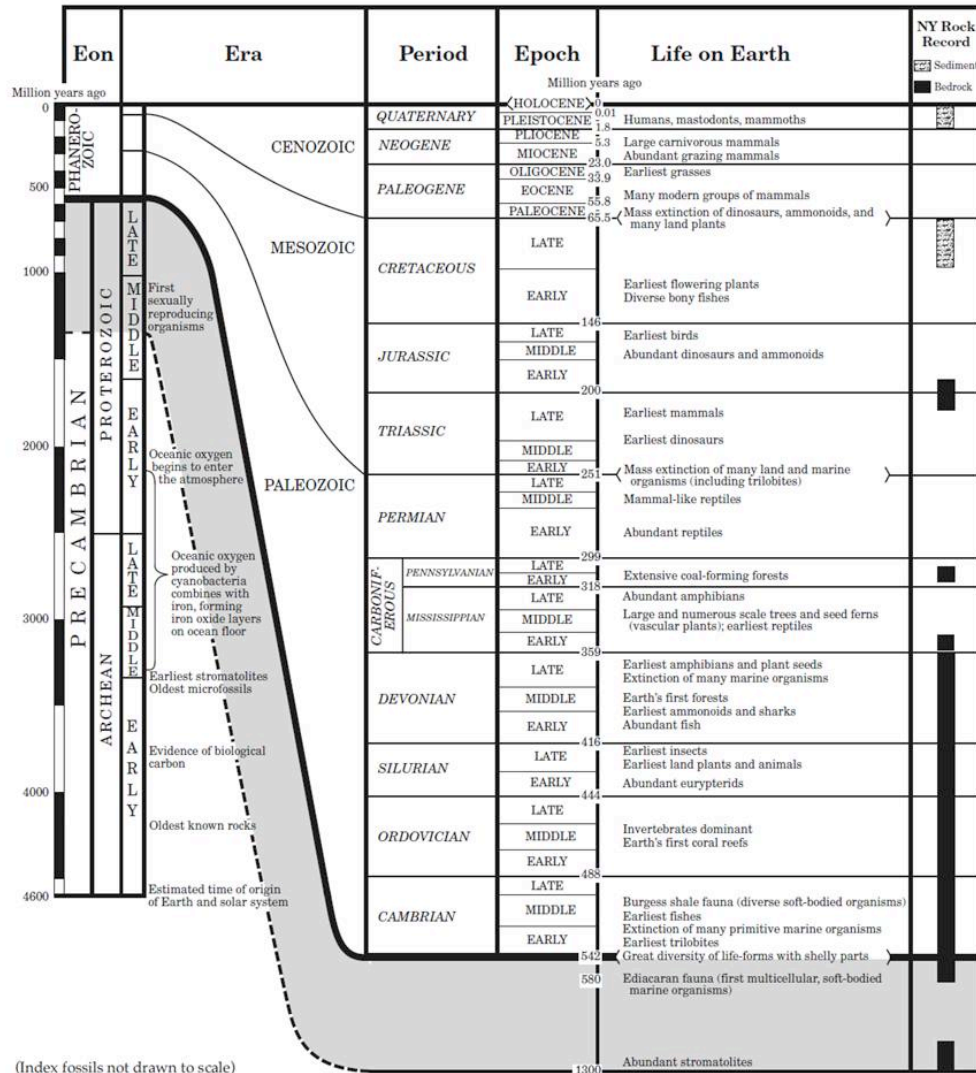 Eon
Era
Period
Epoch
Life on Earth
NY Rock
Record
Sediment
Bedrock
Million years ago
Million years ago
0
500
1000
2000
3000
4000
4600
PHANERO-
ZOIC
PRECAMBRIAN
PROTEROZOIC
ARCHEAN
LATE
MIDDLE
EARLY
LATE
MIDDLE
EARLY
First
sexually
reproducing
organisms
Oceanic oxygen
begins to enter
the atmosphere
Oceanic oxygen
produced by
cyanobacteria
combines with
iron, forming
iron oxide layers
on ocean floor
Earliest stromatolites
Oldest microfossils
Evidence of biological
carbon
Oldest known rocks
Estimated time of origin
of Earth and solar system
CENOZOIC
MESOZOIC
PALEOZOIC
QUATERNARY
HOLOCENE 0
0.01
PLEISTOCENE
1.8
Humans, mastodonts, mammoths
NEOGENE
PLIOCENE
5.3
MIOCENE
23.0
Large carnivorous mammals
Abundant grazing mammals
PALEOGENE
OLIGOCENE
33.9
EOCENE
55.8
PALEOCENE
65.5
Earliest grasses
Many modern groups of mammals
Mass extinction of dinosaurs, ammonoids, and
many land plants
CRETACEOUS
LATE
EARLY
146
Earliest flowering plants
Diverse bony fishes
JURASSIC
LATE
MIDDLE
EARLY
200
Earliest birds
Abundant dinosaurs and ammonoids
TRIASSIC
LATE
MIDDLE
EARLY
251
Earliest mammals
Earliest dinosaurs
Mass extinction of many land and marine
organisms (including trilobites)
PERMIAN
LATE
MIDDLE
EARLY
299
Mammal-like reptiles
Abundant reptiles
CARBONIF-
EROUS
PENNSYLVANIAN
LATE
EARLY
318
Extensive coal-forming forests
MISSISSIPPIAN
LATE
MIDDLE
EARLY
359
Abundant amphibians
Large and numerous scale trees and seed ferns
(vascular plants); earliest reptiles
DEVONIAN
LATE
MIDDLE
EARLY
416
Earliest amphibians and plant seeds
Extinction of many marine organisms
Earth's first forests
Earliest ammonoids and sharks
Abundant fish
SILURIAN
LATE
EARLY
444
Earliest insects
Earliest land plants and animals
Abundant eurypterids
ORDOVICIAN
LATE
MIDDLE
EARLY
488
Invertebrates dominant
Earth's first coral reefs
CAMBRIAN
LATE
MIDDLE
EARLY
542
Burgess shale fauna (diverse soft-bodied organisms)
Earliest fishes
Extinction of many primitive marine organisms
Earliest trilobites
Great diversity of life-forms with shelly parts
580
Ediacaran fauna (first multicellular, soft-bodied
marine organisms)
1300
Abundant stromatolites
(Index fossils not drawn to scale)